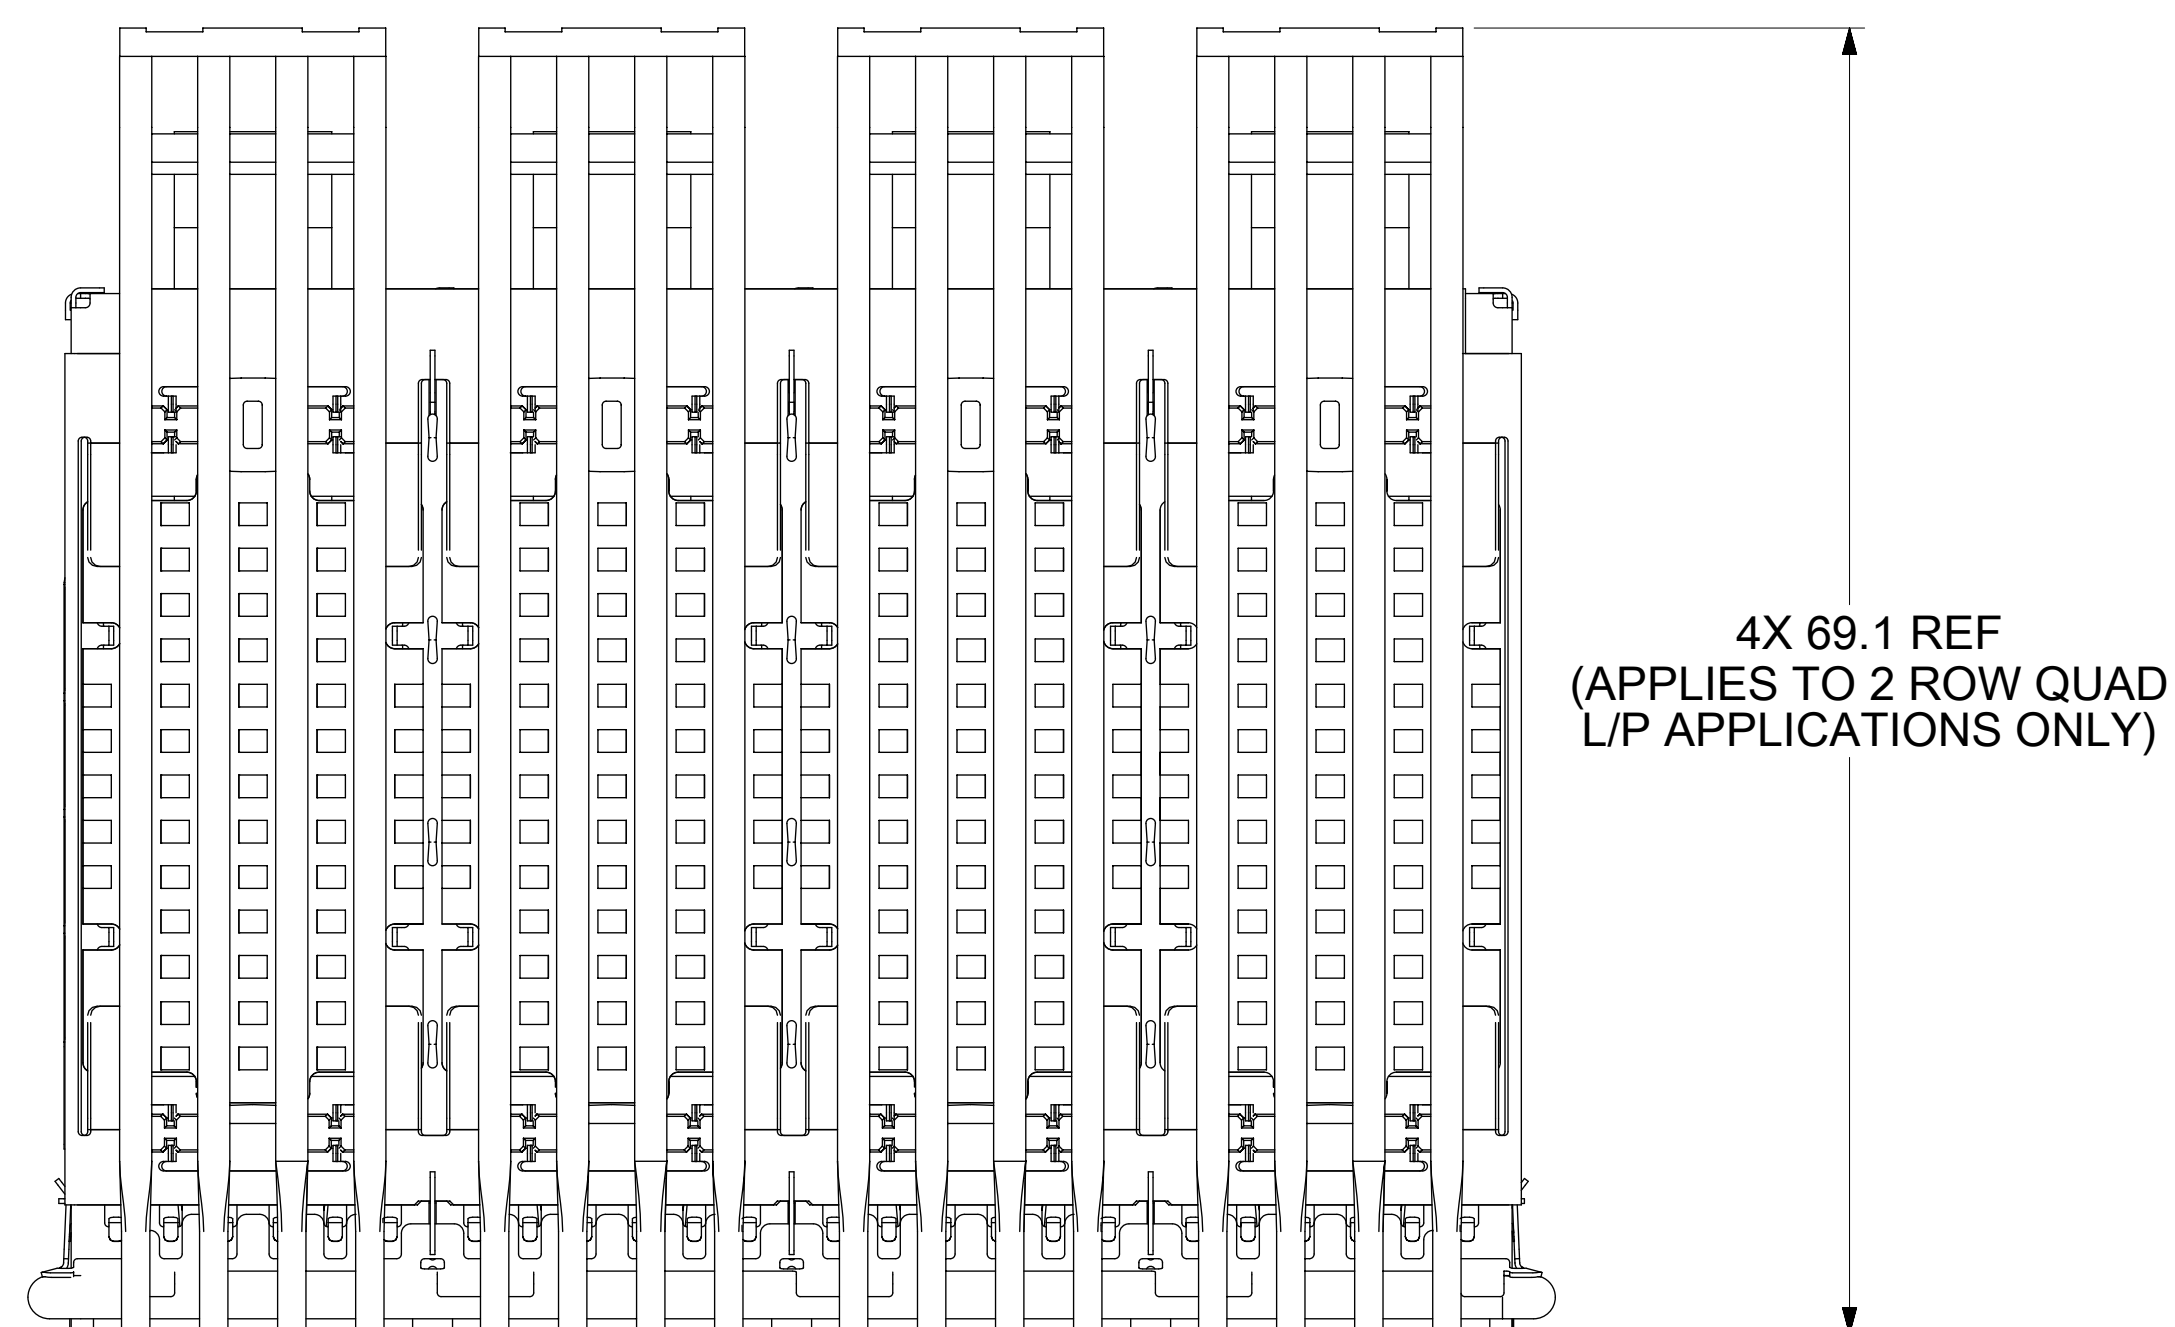 4X 69.1 REF
(APPLIES TO 2 ROW QUAD
L/P APPLICATIONS ONLY)